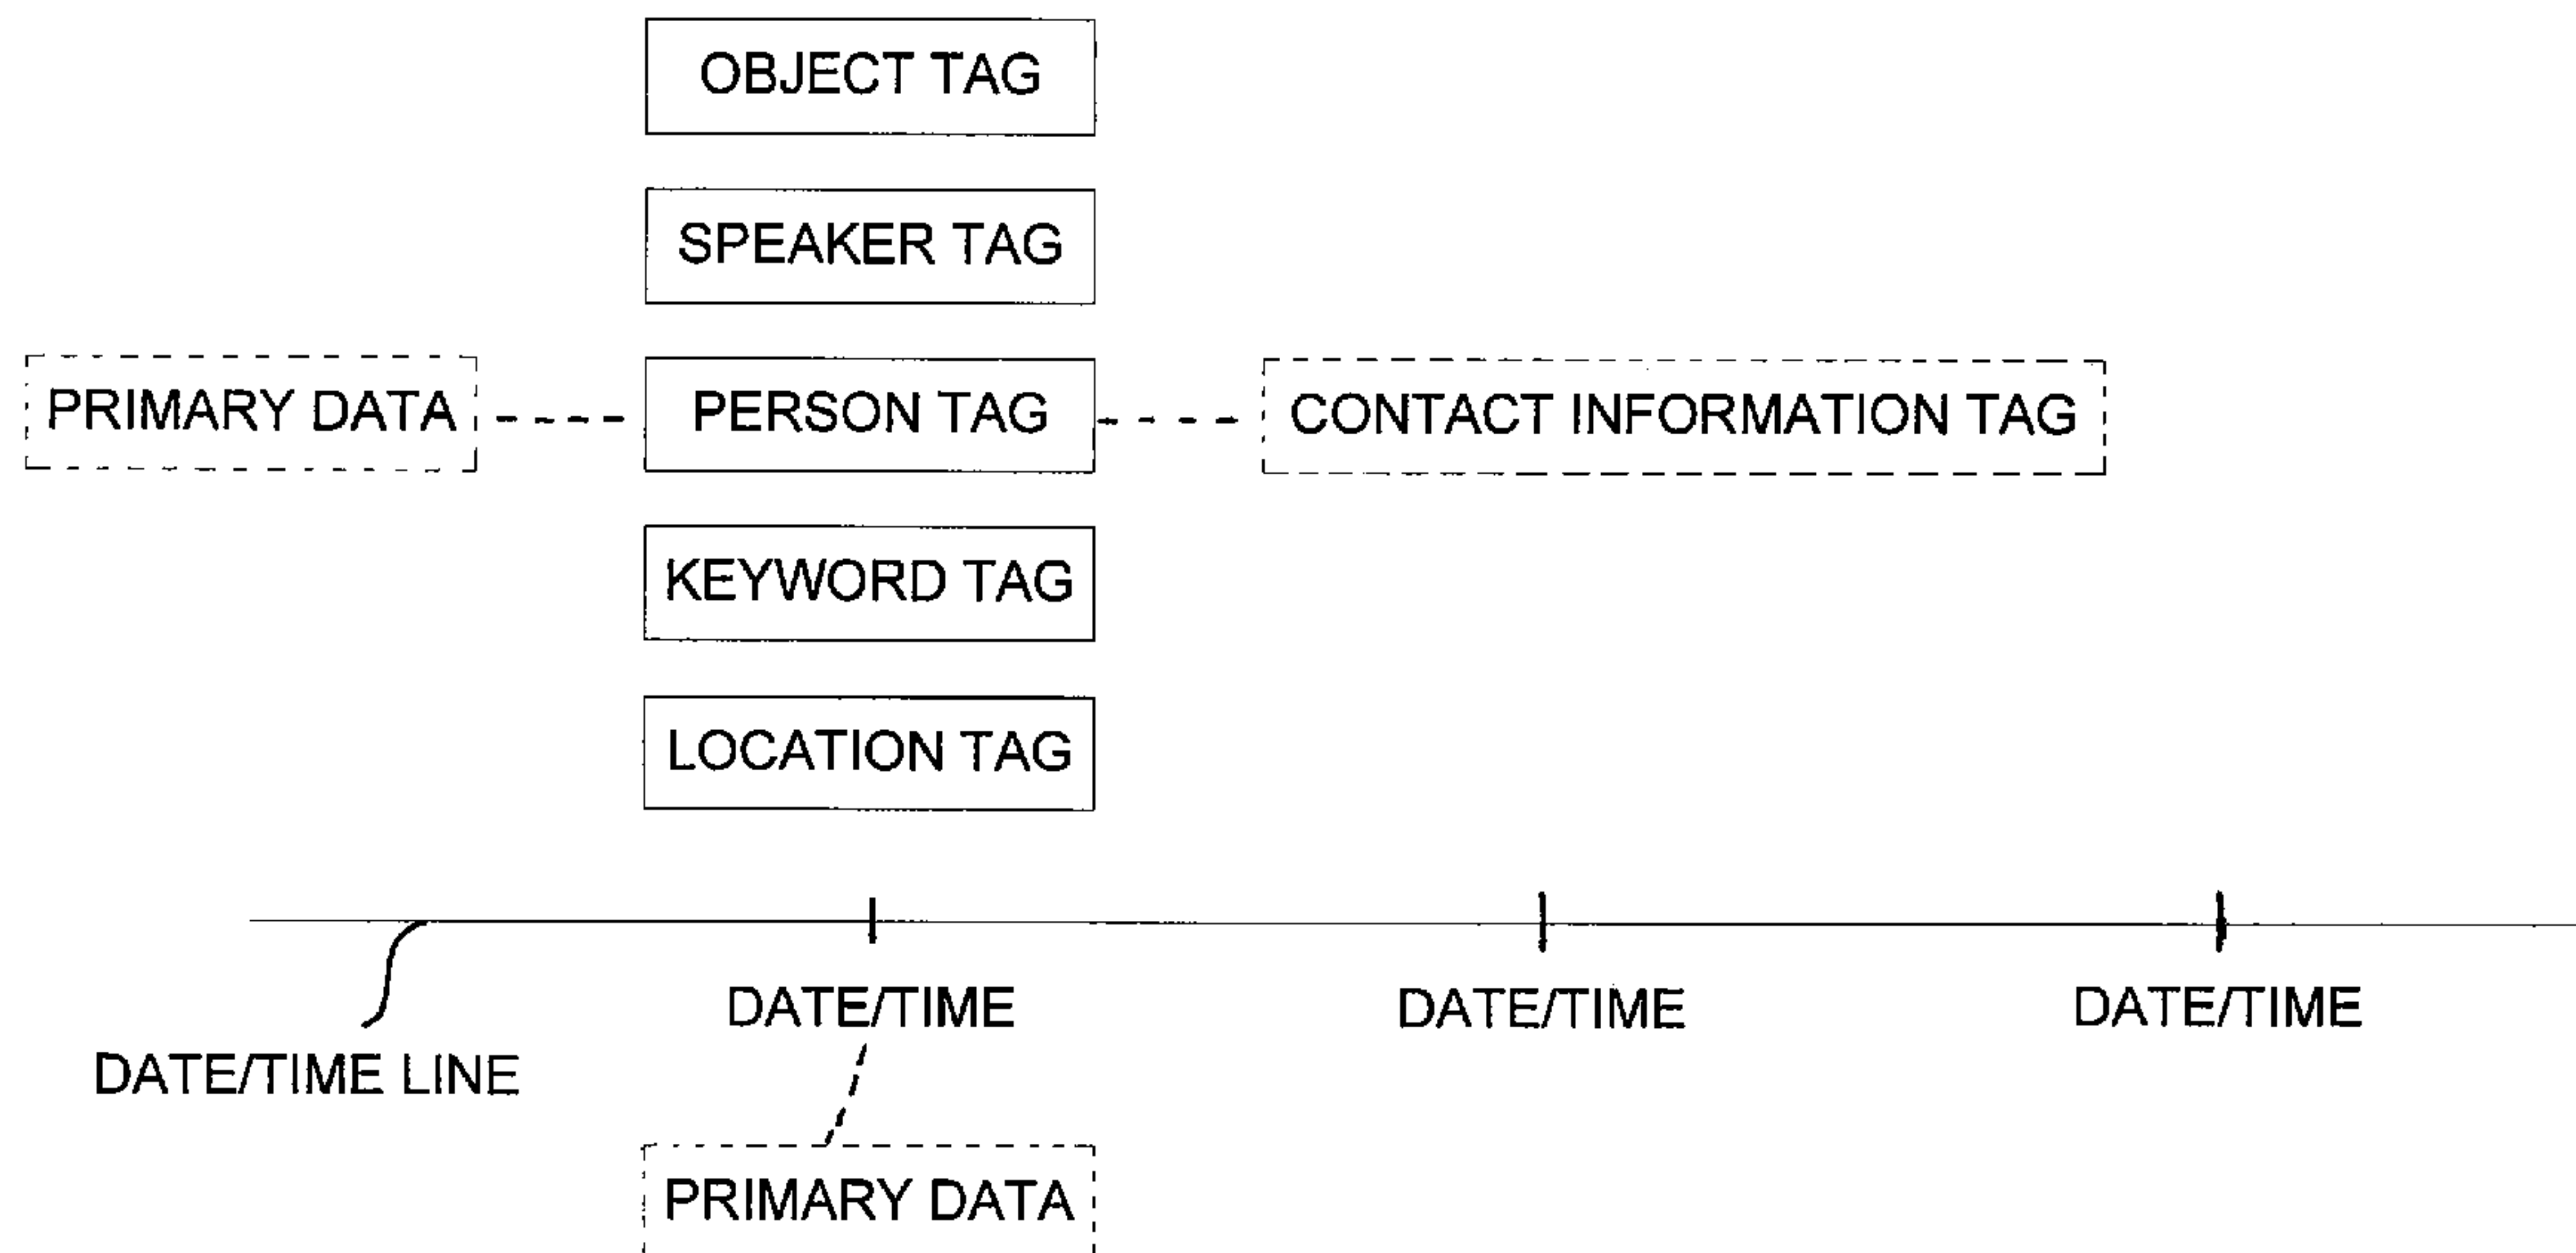 OBJECT TAG
SPEAKER TAG
PRIMARY DATA
PERSON TAG
CONTACT INFORMATION TAG
KEYWORD TAG
LOCATION TAG
DATE/TIME
DATE/TIME
DATE/TIME
DATE/TIME LINE
PRIMARY DATA